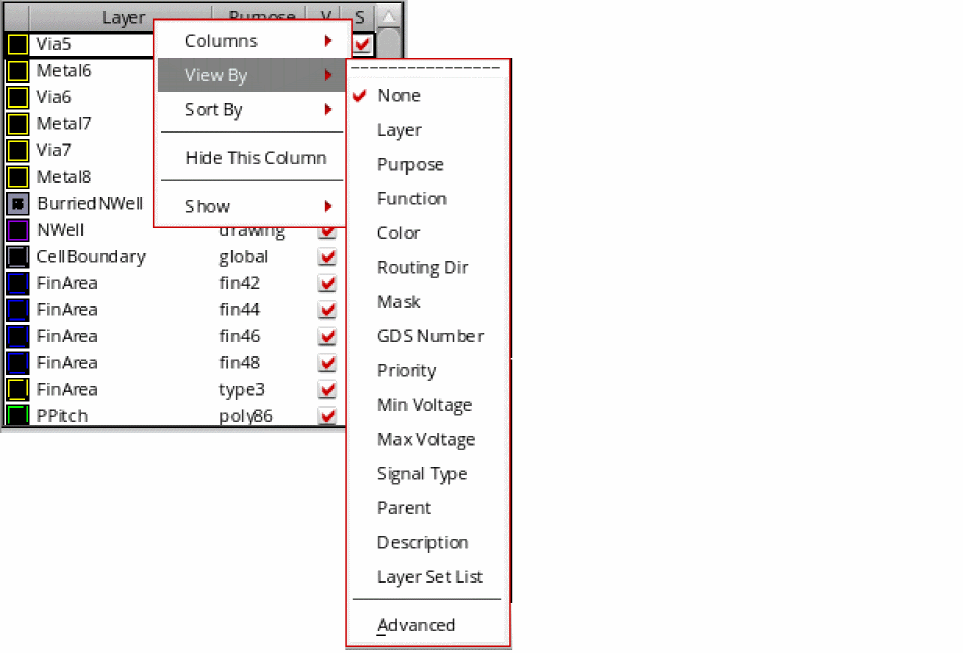 Layer Purpose V S
Via5
Metal6
Via6
Metal7
Via7
Metal8
BurriedNWell
NWell drawing
CellBoundary global
FinArea fin42
FinArea fin44
FinArea fin46
FinArea fin48
FinArea type3
PPitch poly86
Columns
View By
Sort By
Hide This Column
Show
None
Layer
Purpose
Function
Color
Routing Dir
Mask
GDS Number
Priority
Min Voltage
Max Voltage
Signal Type
Parent
Description
Layer Set List
Advanced